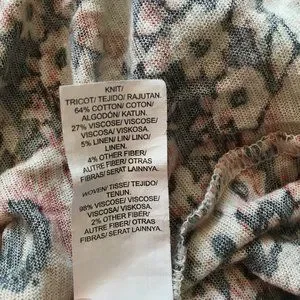 KNIT/
TRICOT/ TEJIDO/ RAJUTAN.
64% COTTON/ COTON/
ALGODÓN/ KATUN.
27% VISCOSE/ VISCOSE/
VISCOSA/ VISKOSA.
5% LINEN/ LIN/ LINO/
LINEN.
4% OTHER FIBER/
AUTRE FIBER/ OTRAS
FIBRAS/ SERAT LAINNYA.
WOVEN/ TISSE/ TEJIDO/
TENUN.
98% VISCOSE/ VISCOSE/
VISCOSA/ VISKOSA.
2% OTHER FIBER/
AUTRE FIBER/ OTRAS
FIBRAS/ SERAT LAINNYA.